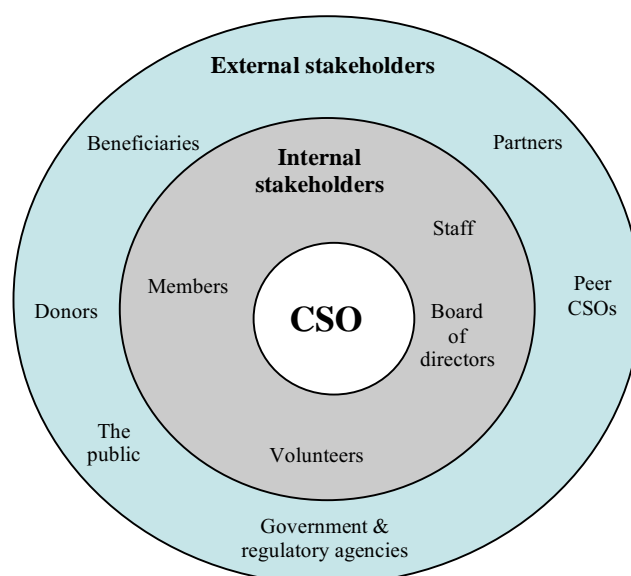 External stakeholders
Beneficiaries
Partners
Internal
stakeholders
Staff
Members
Donors
CSO
Board
of
directors
Peer
CSOs
The
public
Volunteers
Government &
regulatory agencies